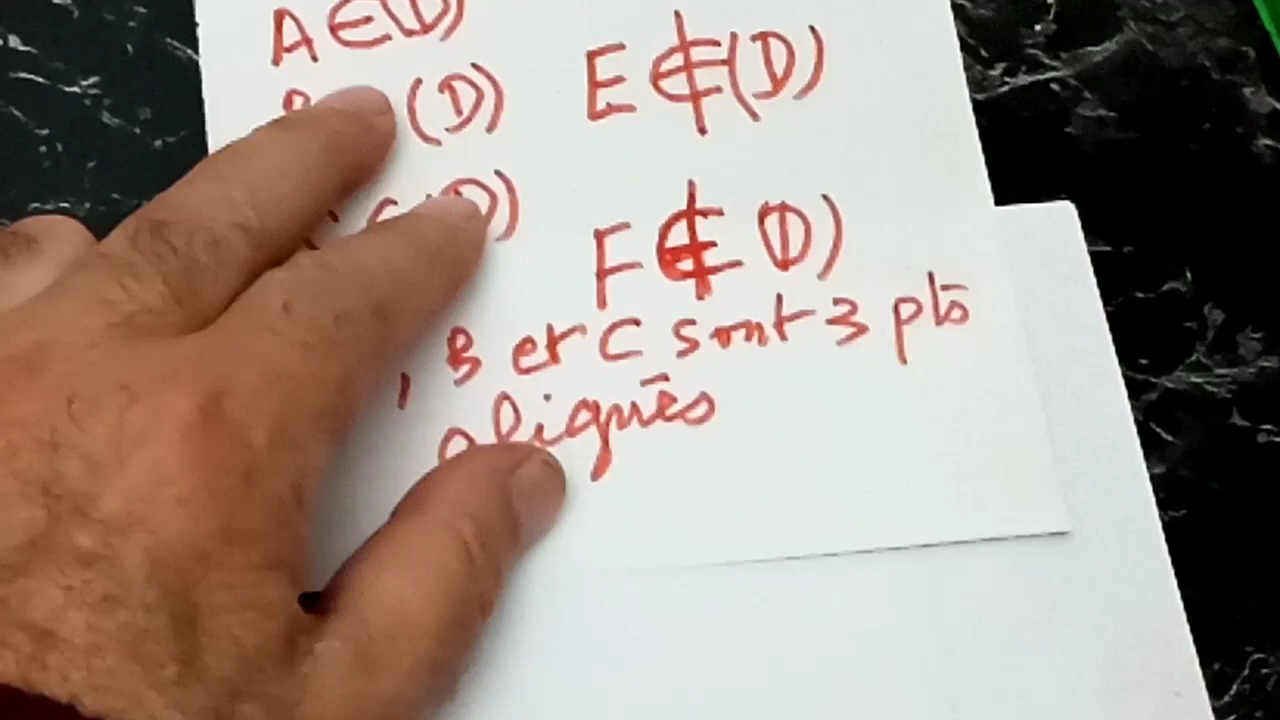 A ∈ (D)
(D) E ∉ (D)
F ∉ (D)
, B et C sont 3 pts
alignés